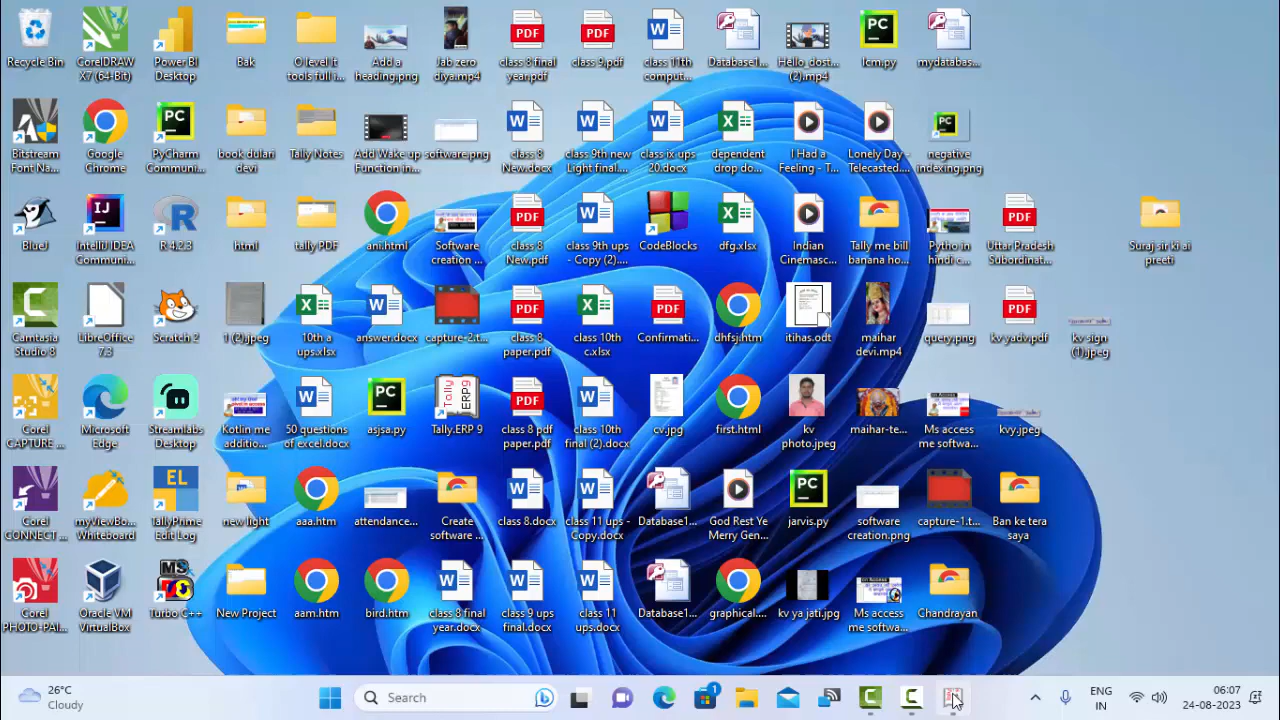 Recycle Bin
CorelDRAW
X7 (64-Bit)
Power BI
Desktop
Bak
O level it
tools full i...
Add a
heading.png
Jab zero
diya.mp4
class 8 final
year.pdf
class 9.pdf
class 11th
comput...
Database1...
Hello_dost...
(2).mp4
lcm.py
mydatabas...
Bitstream
Font Na...
Google
Chrome
PyCharm
Communi...
book dulari
devi
Tally Notes
Add Wake up
Function in...
software.png
class 8
New.docx
class 9th new
Light final....
class ix-ups
20.docx
dependent
drop do...
I Had a
Feeling - T...
Lonely Day -
Telecasted....
negative
indexing.png
BlueJ
IntelliJ IDEA
Communi...
R 4.2.3
html
tally PDF
ani.html
Software
creation ...
class 8
New.pdf
class 9th ups
- Copy (2)....
CodeBlocks
dfg.xlsx
Indian
Cinemasc...
Tally me bill
banana ho...
Pytho in
hindi c...
Uttar Pradesh
Subordinat...
Suraj sir ki ai
preeti
Camtasia
Studio 8
LibreOffice
7.3
Scratch 2
1 (2).jpeg
10th a
ups.xlsx
answer.docx
capture-2.t...
class 8
paper.pdf
class 10th
c.xlsx
Confirmati...
dhfsj.htm
itihas.odt
maihar
devi.mp4
query.png
kv yadv.pdf
kv sign
(1).jpeg
Corel
CAPTURE ...
Microsoft
Edge
Streamlabs
Desktop
Kotlin me
additio...
50 questions
of excel.docx
asjsa.py
Tally.ERP 9
class 8 pdf
paper.pdf
class 10th
final (2).docx
cv.jpg
first.html
kv
photo.jpeg
maihar-te...
Ms access
me softwa...
kvy.jpeg
Corel
CONNECT ...
myViewBo...
Whiteboard
TallyPrime
Edit Log
new light
aaa.htm
attendance...
Create
software ...
class 8.docx
class 11 ups -
Copy.docx
Database1...
God Rest Ye
Merry Gen...
jarvis.py
software
creation.png
capture-1.t...
Ban ke tera
saya
Corel
PHOTO-PAI...
Oracle VM
VirtualBox
Turbo C++
New Project
aam.htm
bird.htm
class 8 final
year.docx
class 9 ups
final.docx
class 11
ups.docx
Database1...
graphical....
kv ya jati.jpg
Ms access
me softwa...
Chandrayan
26°C
Cloudy
Search
ENG
IN
06:07
24-08-2023